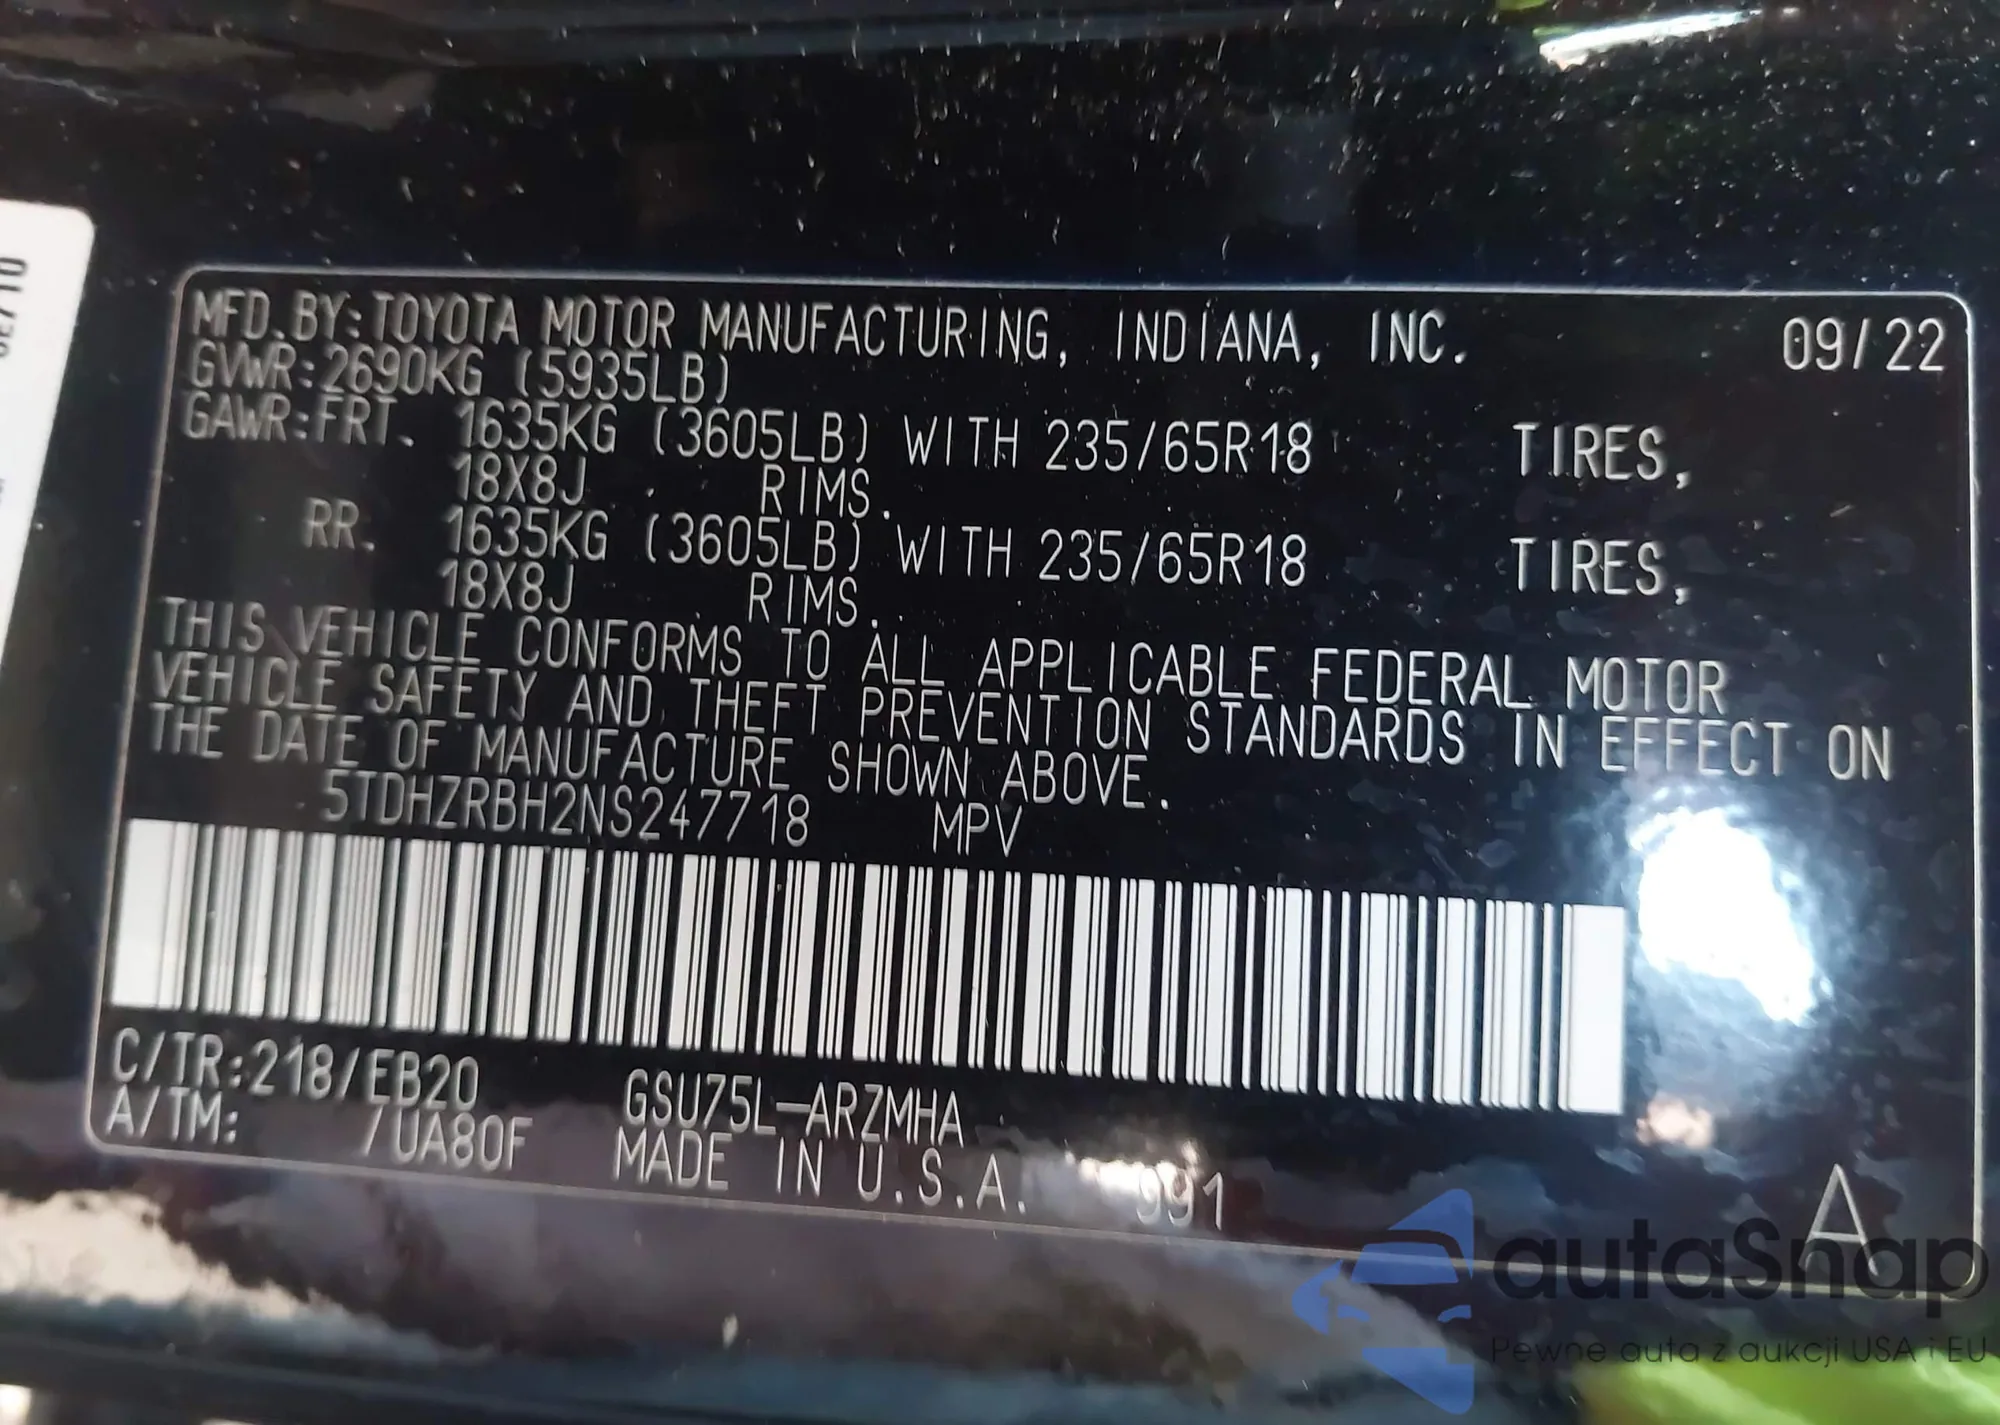 MFD.BY:TOYOTA MOTOR MANUFACTURING, INDIANA, INC. 09/22
GVWR:2690KG (5935LB)
GAWR:FRT. 1635KG (3605LB) WITH 235/65R18 TIRES,
18X8J RIMS.
RR. 1635KG (3605LB) WITH 235/65R18 TIRES,
18X8J RIMS.
THIS VEHICLE CONFORMS TO ALL APPLICABLE FEDERAL MOTOR
VEHICLE SAFETY AND THEFT PREVENTION STANDARDS IN EFFECT ON
THE DATE OF MANUFACTURE SHOWN ABOVE.
5TDHZRBH2NS247718 MPV
C/TR:218/EB20 GSU75L-ARZMHA
A/TM: /UA80F MADE IN U.S.A. 991 A
autaSnap
Pewne auta z aukcji USA i EU